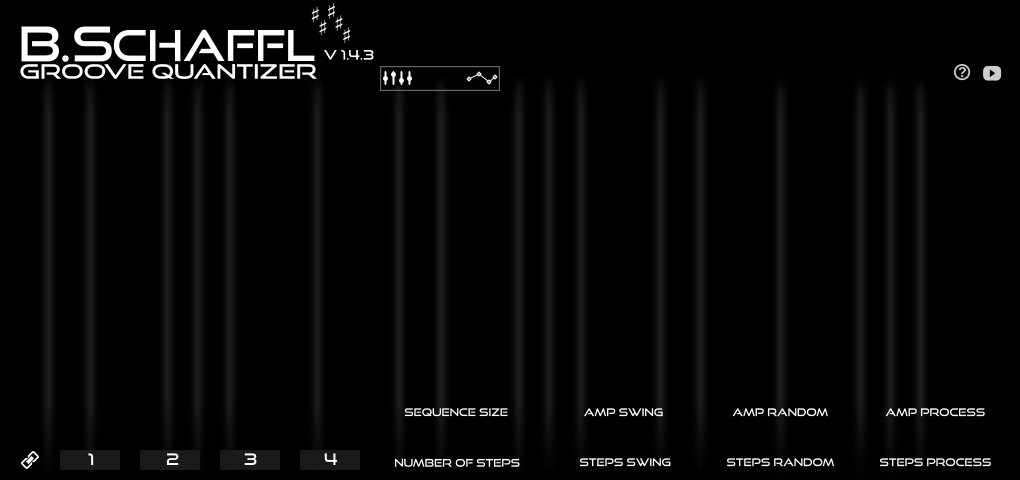 B.SCHAFFL
V 1.4.3
GROOVE QUANTIZER
SEQUENCE SIZE
AMP SWING
AMP RANDOM
AMP PROCESS
1
2
3
4
NUMBER OF STEPS
STEPS SWING
STEPS RANDOM
STEPS PROCESS